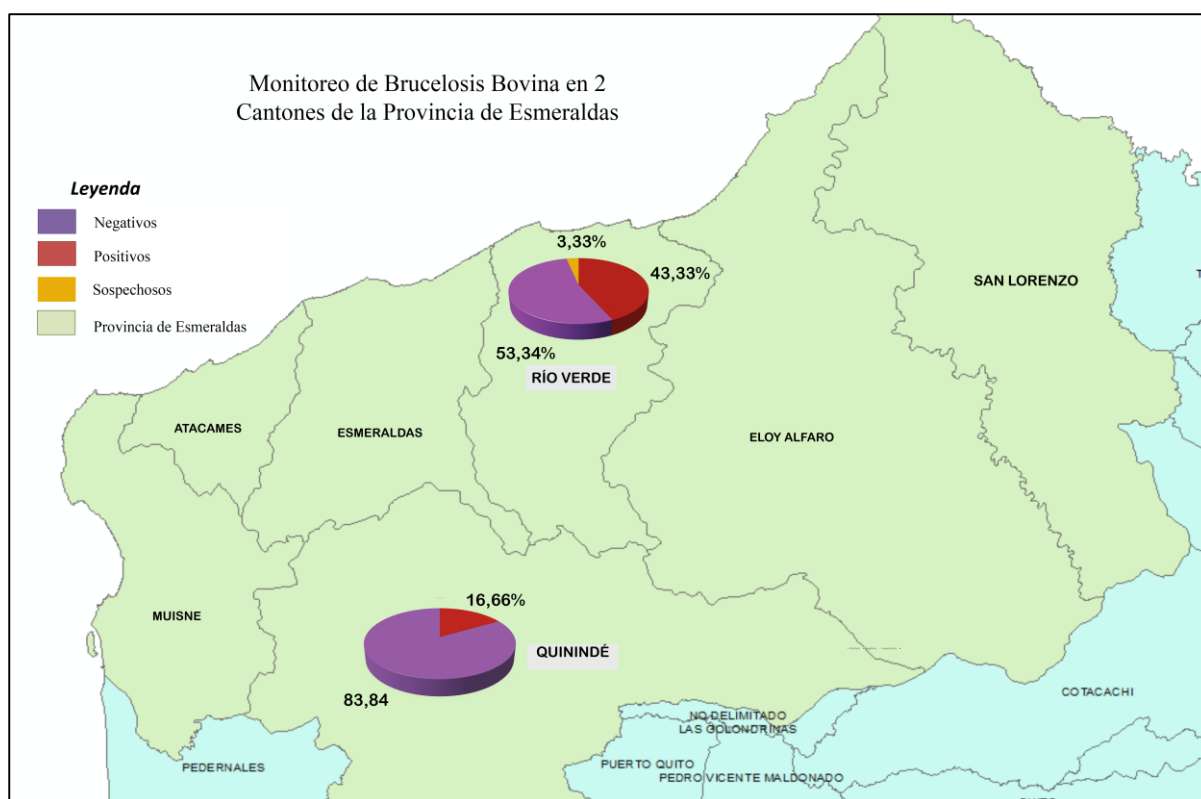 Monitoreo de Brucelosis Bovina en 2
Cantones de la Provincia de Esmeraldas
Leyenda
Negativos
Positivos
Sospechosos
Provincia de Esmeraldas
3,33%
43,33%
53,34%
RÍO VERDE
SAN LORENZO
T
ATACAMES
ESMERALDAS
ELOY ALFARO
MUISNE
16,66%
QUININDÉ
83,84
COTACACHI
NO DELIMITADO
LAS GOLONDRINAS
PEDERNALES
PUERTO QUITO
PEDRO VICENTE MALDONADO